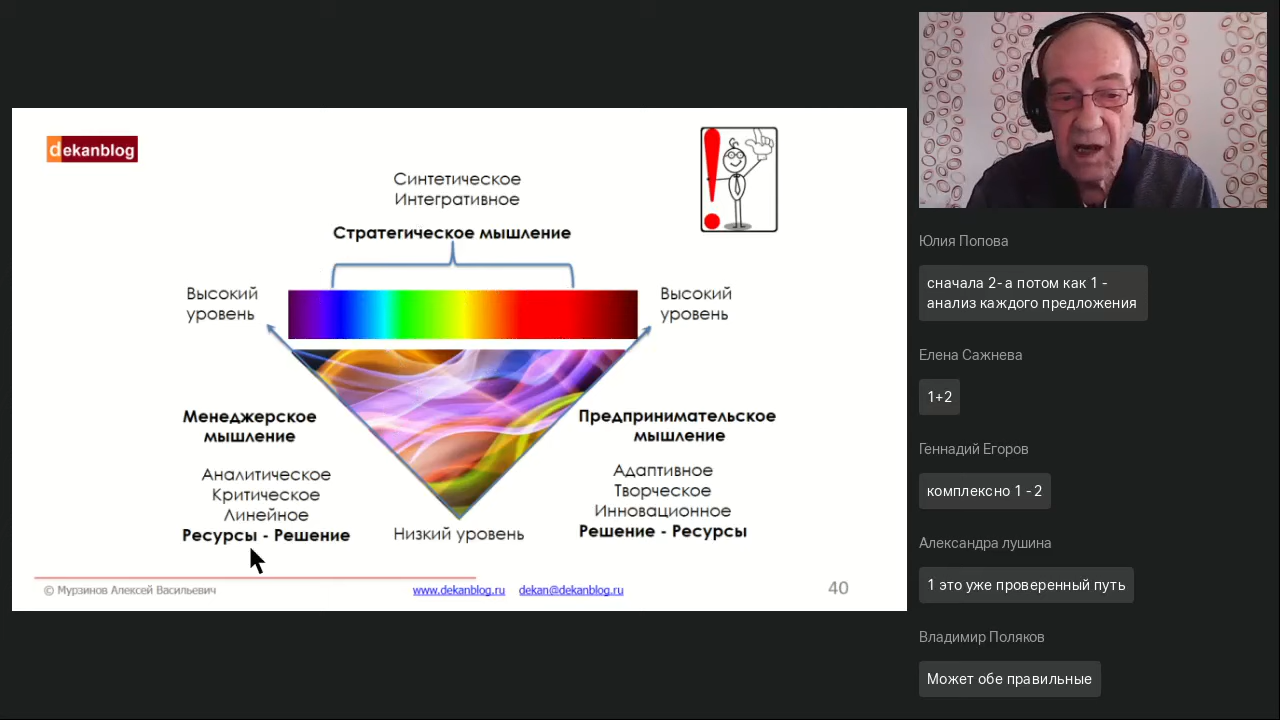 dekanblog
Синтетическое
Интегративное
Стратегическое мышление
Высокий
уровень
Высокий
уровень
Менеджерское
мышление
Аналитическое
Критическое
Линейное
Ресурсы - Решение
Низкий уровень
Предпринимательское
мышление
Адаптивное
Творческое
Инновационное
Решение - Ресурсы
© Мурзинов Алексей Васильевич
www.dekanblog.ru dekan@dekanblog.ru
40
Юлия Попова
сначала 2- а потом как 1 -
анализ каждого предложения
Елена Сажнева
1+2
Геннадий Егоров
комплексно 1 - 2
Александра лушина
1 это уже проверенный путь
Владимир Поляков
Может обе правильные